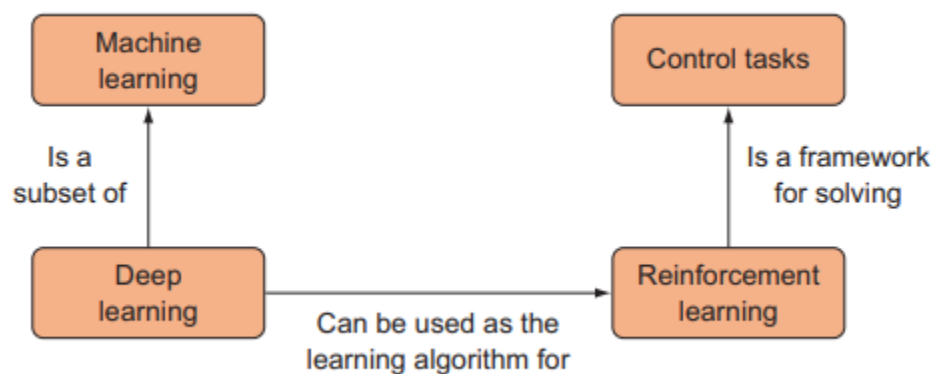 Machine
learning
Control tasks
Is a
subset of
Is a framework
for solving
Deep
learning
Reinforcement
learning
Can be used as the
learning algorithm for